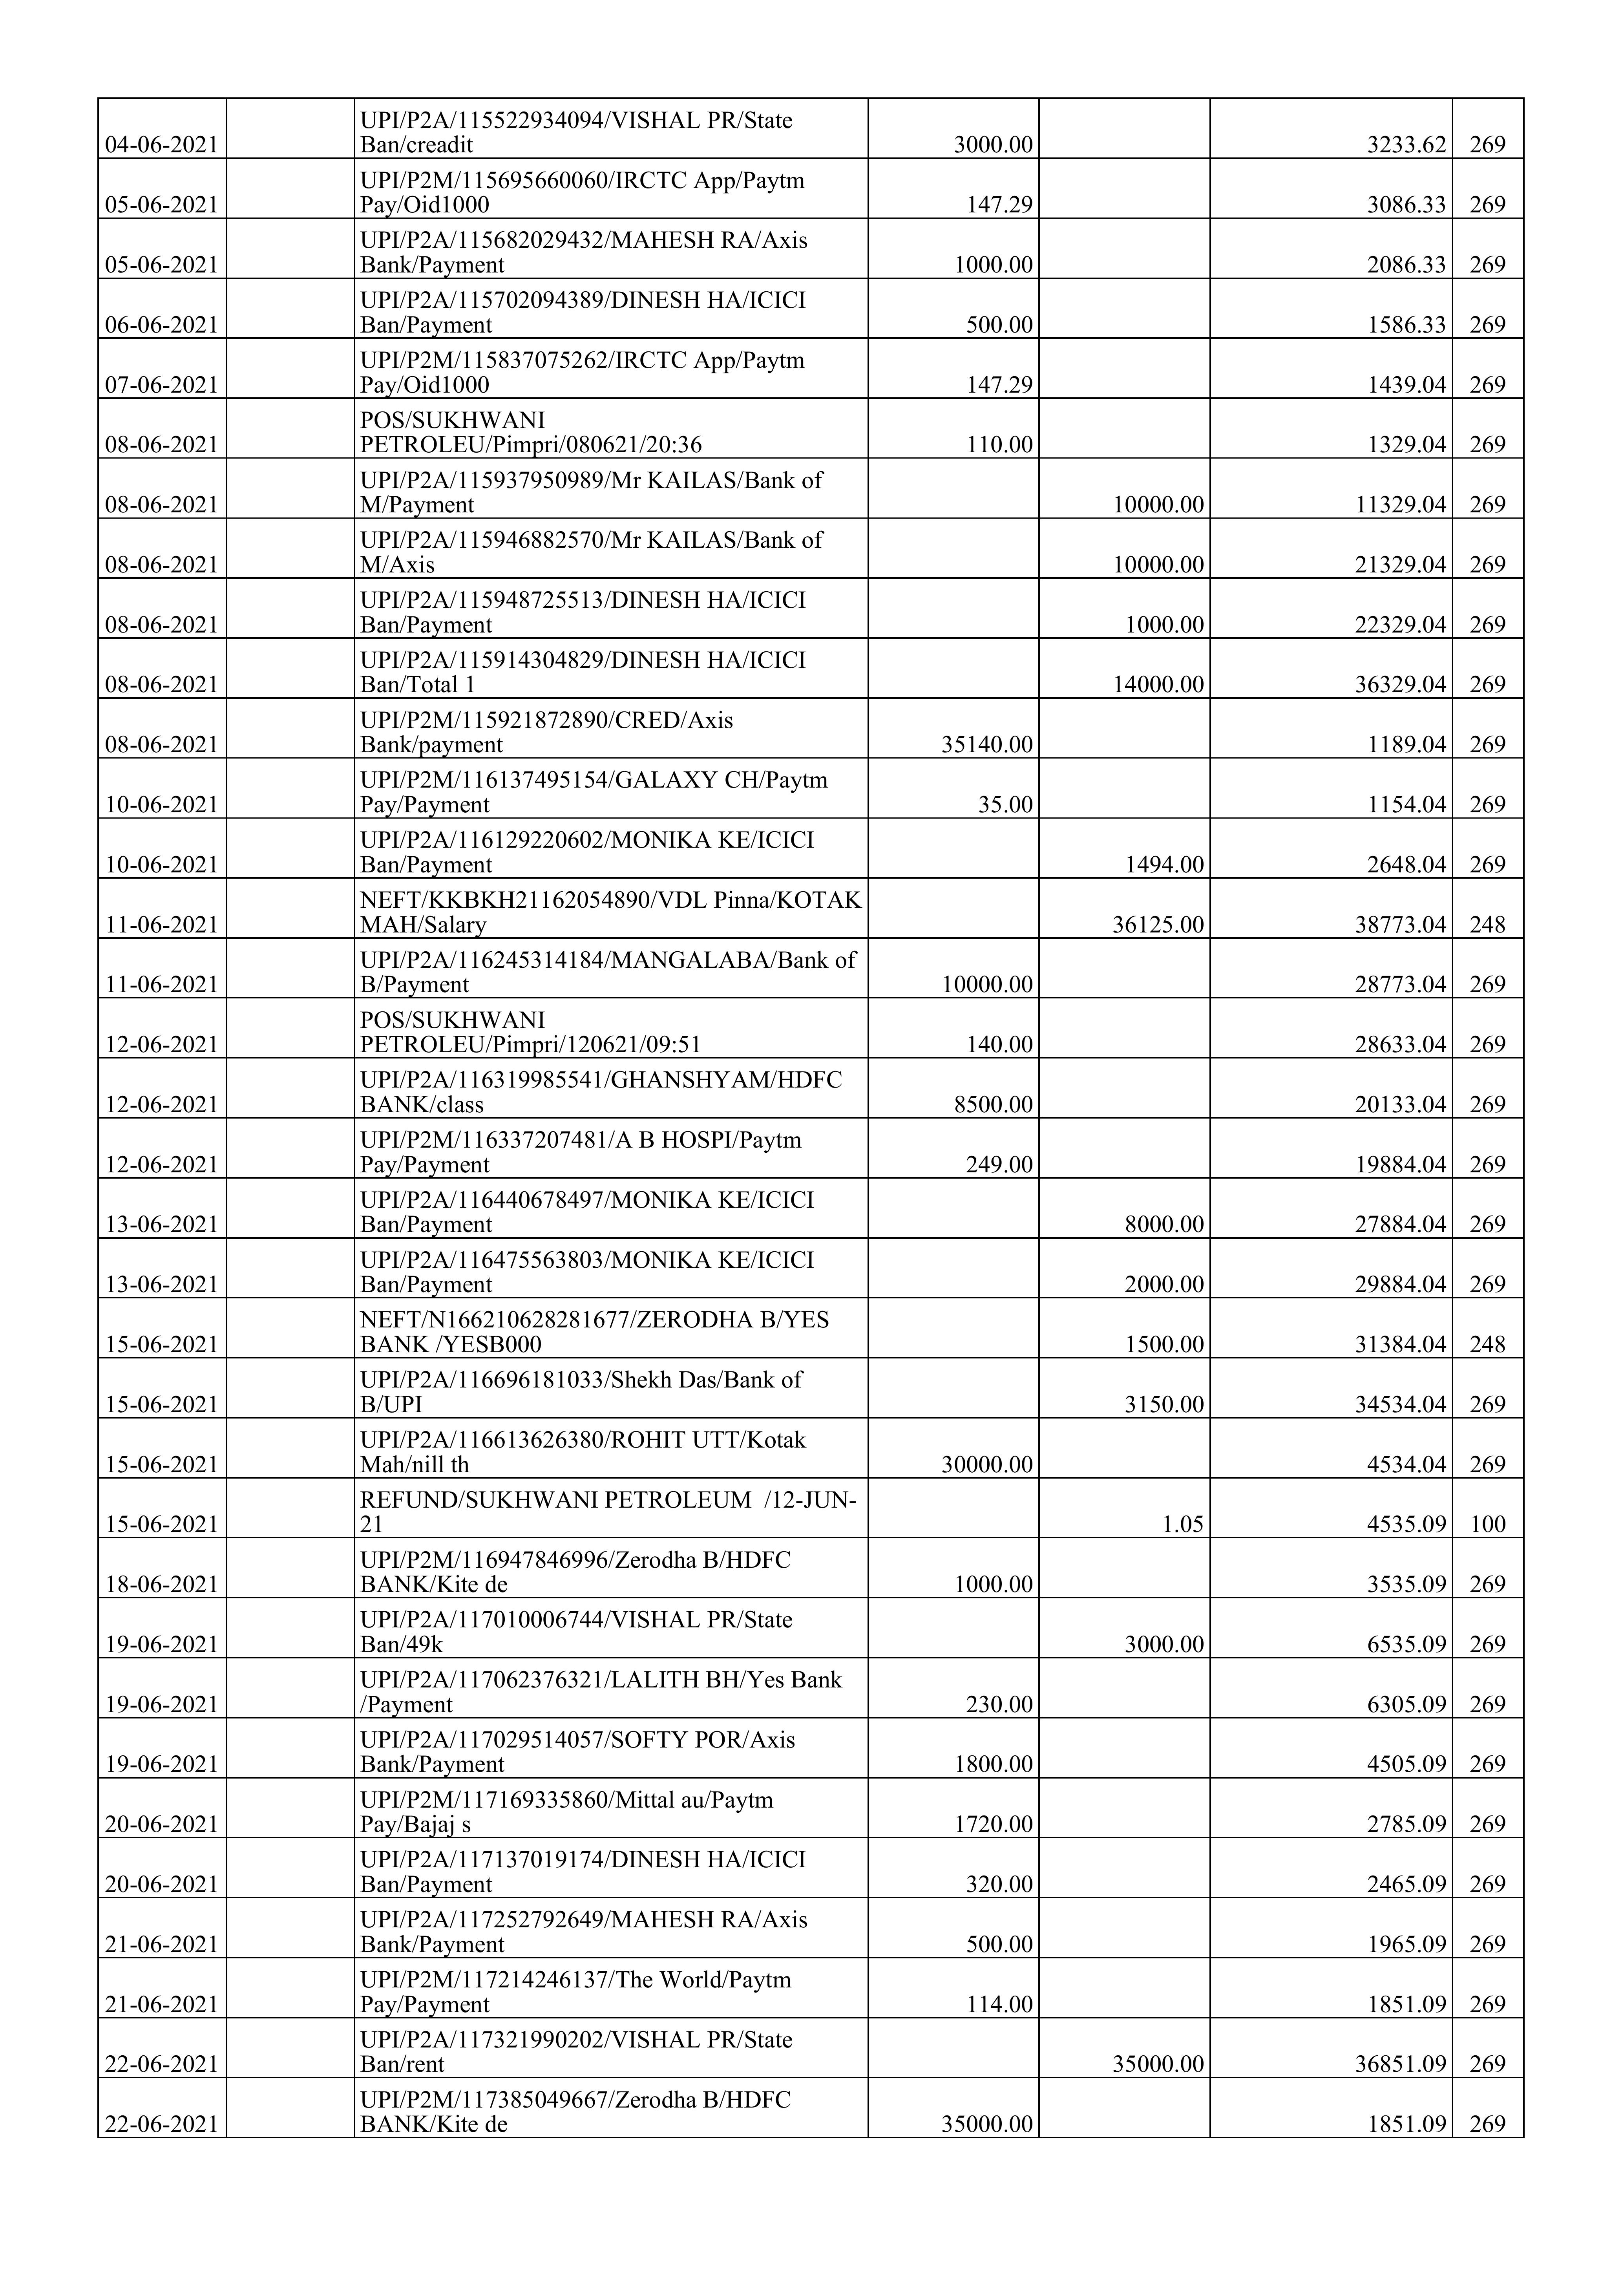 UPI/P2A/115522934094/VISHAL PR/State
04-06-2021 Ban/creadit 3000.00 3233.62 269
UPI/P2M/115695660060/IRCTC App/Paytm
05-06-2021 Pay/Oid1000 147.29 3086.33 269
UPI/P2A/115682029432/MAHESH RA/Axis
05-06-2021 Bank/Payment 1000.00 2086.33 269
UPI/P2A/115702094389/DINESH HA/ICICI
06-06-2021 Ban/Payment 500.00 1586.33 269
UPI/P2M/115837075262/IRCTC App/Paytm
07-06-2021 Pay/Oid1000 147.29 1439.04 269
POS/SUKHWANI
08-06-2021 PETROLEU/Pimpri/080621/20:36 110.00 1329.04 269
UPI/P2A/115937950989/Mr KAILAS/Bank of
08-06-2021 M/Payment 10000.00 11329.04 269
UPI/P2A/115946882570/Mr KAILAS/Bank of
08-06-2021 M/Axis 10000.00 21329.04 269
UPI/P2A/115948725513/DINESH HA/ICICI
08-06-2021 Ban/Payment 1000.00 22329.04 269
UPI/P2A/115914304829/DINESH HA/ICICI
08-06-2021 Ban/Total 1 14000.00 36329.04 269
UPI/P2M/115921872890/CRED/Axis
08-06-2021 Bank/payment 35140.00 1189.04 269
UPI/P2M/116137495154/GALAXY CH/Paytm
10-06-2021 Pay/Payment 35.00 1154.04 269
UPI/P2A/116129220602/MONIKA KE/ICICI
10-06-2021 Ban/Payment 1494.00 2648.04 269
NEFT/KKBKH21162054890/VDL Pinna/KOTAK
11-06-2021 MAH/Salary 36125.00 38773.04 248
UPI/P2A/116245314184/MANGALABA/Bank of
11-06-2021 B/Payment 10000.00 28773.04 269
POS/SUKHWANI
12-06-2021 PETROLEU/Pimpri/120621/09:51 140.00 28633.04 269
UPI/P2A/116319985541/GHANSHYAM/HDFC
12-06-2021 BANK/class 8500.00 20133.04 269
UPI/P2M/116337207481/A B HOSPI/Paytm
12-06-2021 Pay/Payment 249.00 19884.04 269
UPI/P2A/116440678497/MONIKA KE/ICICI
13-06-2021 Ban/Payment 8000.00 27884.04 269
UPI/P2A/116475563803/MONIKA KE/ICICI
13-06-2021 Ban/Payment 2000.00 29884.04 269
NEFT/N166210628281677/ZERODHA B/YES
15-06-2021 BANK /YESB000 1500.00 31384.04 248
UPI/P2A/116696181033/Shekh Das/Bank of
15-06-2021 B/UPI 3150.00 34534.04 269
UPI/P2A/116613626380/ROHIT UTT/Kotak
15-06-2021 Mah/nill th 30000.00 4534.04 269
REFUND/SUKHWANI PETROLEUM /12-JUN-
15-06-2021 21 1.05 4535.09 100
UPI/P2M/116947846996/Zerodha B/HDFC
18-06-2021 BANK/Kite de 1000.00 3535.09 269
UPI/P2A/117010006744/VISHAL PR/State
19-06-2021 Ban/49k 3000.00 6535.09 269
UPI/P2A/117062376321/LALITH BH/Yes Bank
19-06-2021 /Payment 230.00 6305.09 269
UPI/P2A/117029514057/SOFTY POR/Axis
19-06-2021 Bank/Payment 1800.00 4505.09 269
UPI/P2M/117169335860/Mittal au/Paytm
20-06-2021 Pay/Bajaj s 1720.00 2785.09 269
UPI/P2A/117137019174/DINESH HA/ICICI
20-06-2021 Ban/Payment 320.00 2465.09 269
UPI/P2A/117252792649/MAHESH RA/Axis
21-06-2021 Bank/Payment 500.00 1965.09 269
UPI/P2M/117214246137/The World/Paytm
21-06-2021 Pay/Payment 114.00 1851.09 269
UPI/P2A/117321990202/VISHAL PR/State
22-06-2021 Ban/rent 35000.00 36851.09 269
UPI/P2M/117385049667/Zerodha B/HDFC
22-06-2021 BANK/Kite de 35000.00 1851.09 269